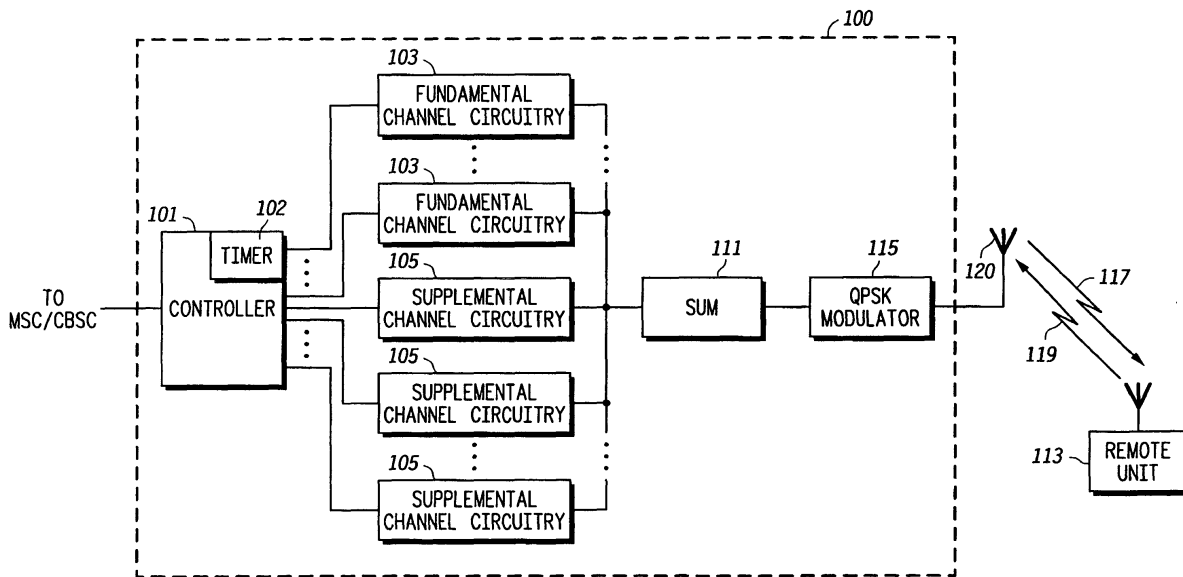 100
103
FUNDAMENTAL
CHANNEL CIRCUITRY
103
FUNDAMENTAL
CHANNEL CIRCUITRY
101
102
TIMER
CONTROLLER
TO
MSC/CBSC
105
SUPPLEMENTAL
CHANNEL CIRCUITRY
105
SUPPLEMENTAL
CHANNEL CIRCUITRY
105
SUPPLEMENTAL
CHANNEL CIRCUITRY
111
SUM
115
QPSK
MODULATOR
120
117
119
113
REMOTE
UNIT